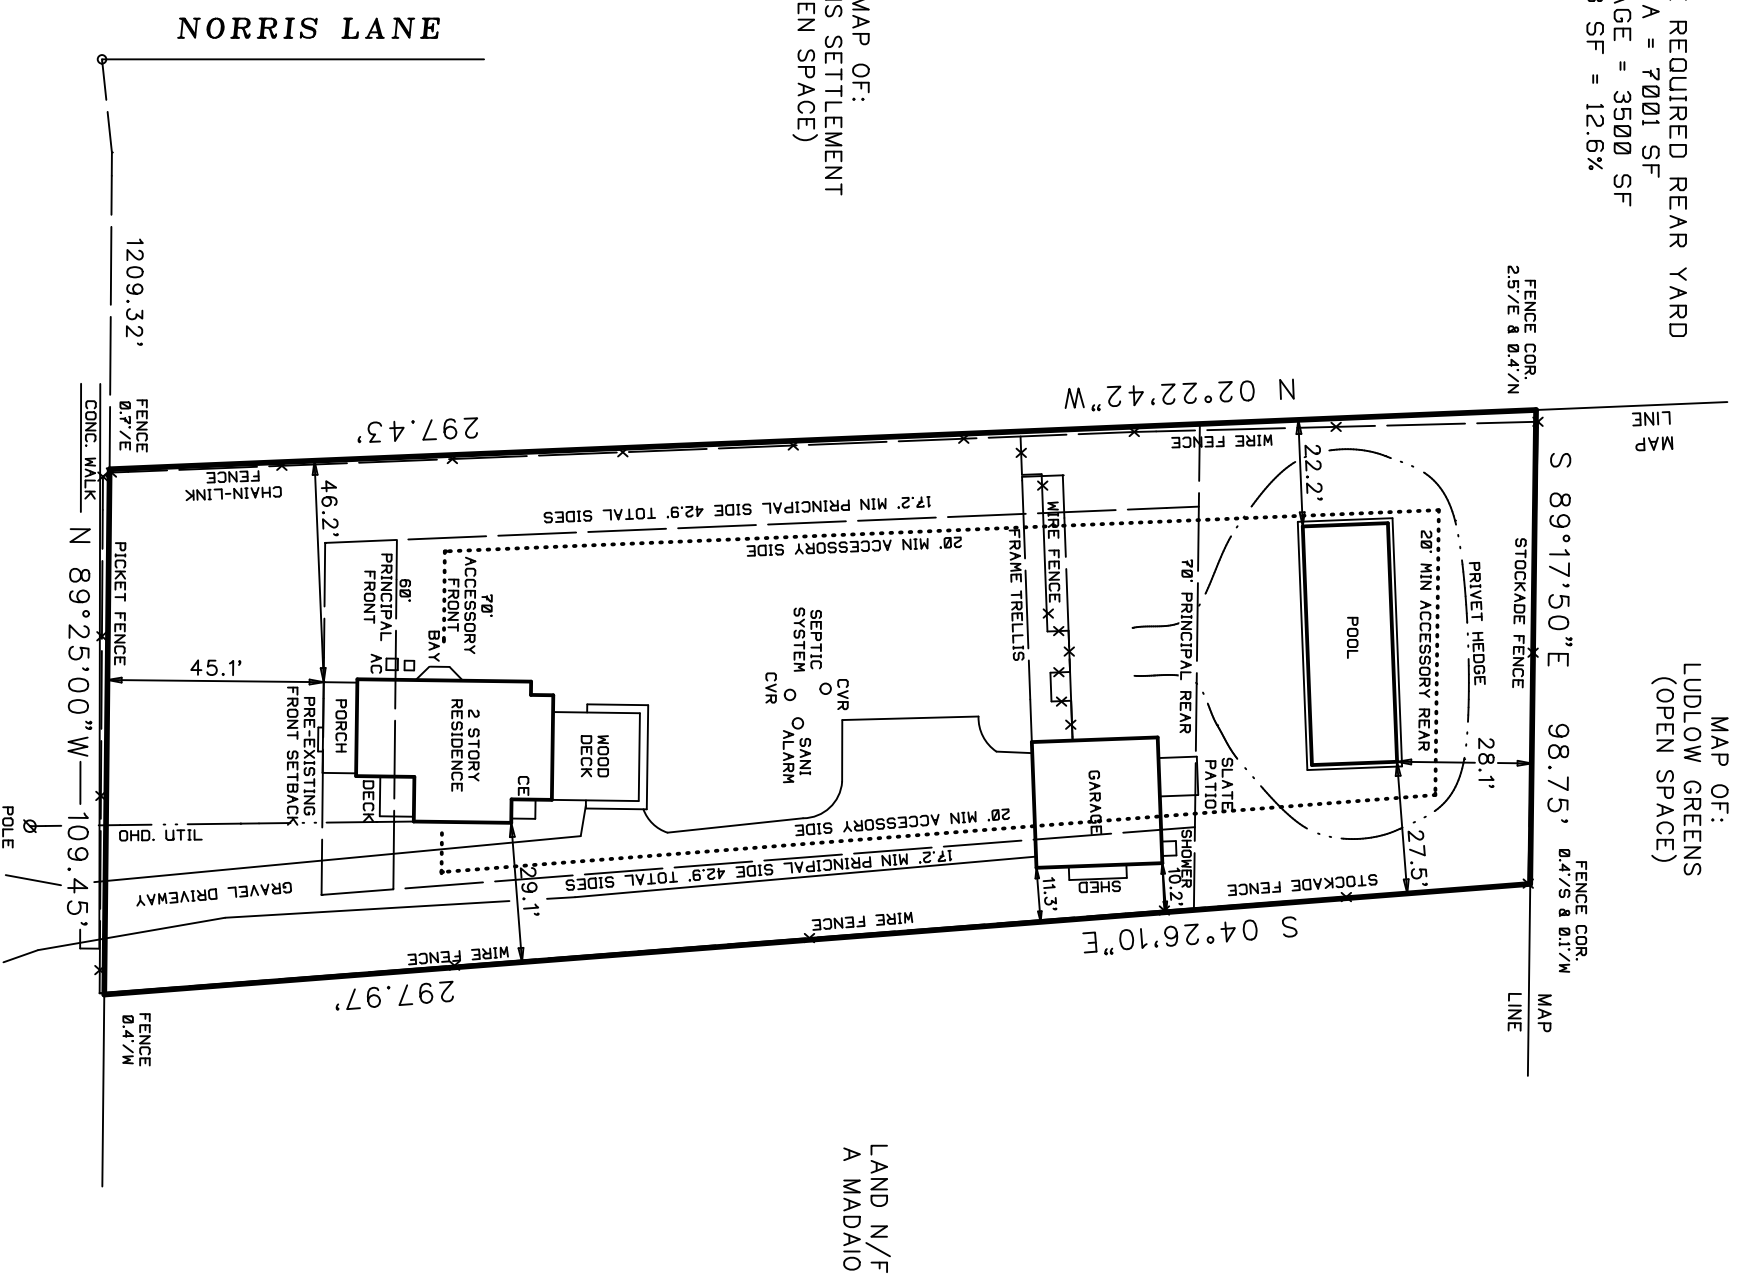 NORRIS LANE
REQUIRED REAR YARD
A = 7001 SF
AGE = 3500 SF
SF = 12.6%
MAP OF:
IS SETTLEMENT
EN SPACE)
MAP OF:
LUDLOW GREENS
(OPEN SPACE)
LAND N/F
A MADAIO
1209.32'
FENCE COR.
2.5'/E & 0.4'/N
MAP
LINE
S 89°17'50"E 98.75'
FENCE COR.
0.4'/S & 0.1'/W
MAP
LINE
N 02°22'42"W
297.43'
S 04°26'10"E
297.97'
N 89°25'00"W
109.45'
FENCE
0.7'/E
CONC. WALK
FENCE
0.4'/W
CHAIN-LINK
FENCE
PICKET FENCE
WIRE FENCE
STOCKADE FENCE
PRIVET HEDGE
20' MIN ACCESSORY REAR
POOL
22.2'
28.1'
27.5'
STOCKADE FENCE
70' PRINCIPAL REAR
SLATE
PATIO
SHOWER
SHED
GARAGE
10.2'
11.3'
WIRE FENCE
FRAME TRELLIS
17.2' MIN PRINCIPAL SIDE 42.9' TOTAL SIDES
20' MIN ACCESSORY SIDE
SEPTIC
SYSTEM
CVR
CVR
SANI
ALARM
20' MIN ACCESSORY SIDE
17.2' MIN PRINCIPAL SIDE 42.9' TOTAL SIDES
WIRE FENCE
WIRE FENCE
46.2'
45.1'
29.1'
70'
ACCESSORY
FRONT
60'
PRINCIPAL
FRONT
AC
BAY
2 STORY
RESIDENCE
WOOD
DECK
CE
PORCH
DECK
PRE-EXISTING
FRONT SETBACK
OHD. UTIL
GRAVEL DRIVEWAY
POLE